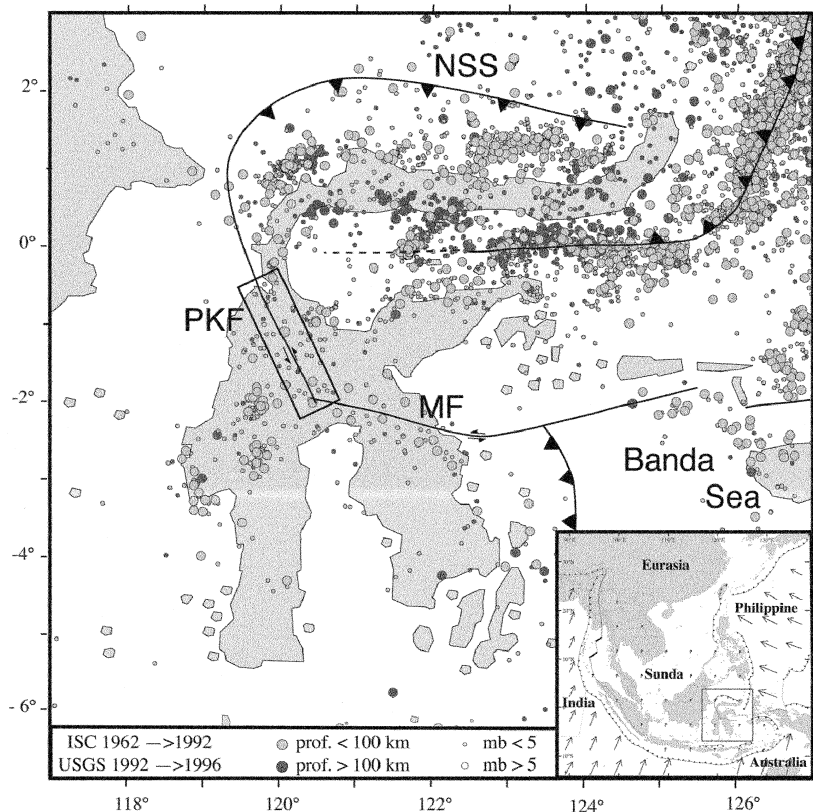 2°
0°
-2°
-4°
-6°
NSS
PKF
MF
Banda
Sea
Eurasia
Philippine
Sunda
India
Australia
ISC 1962 —>1992
prof. < 100 km
mb < 5
USGS 1992 —>1996
prof. > 100 km
mb > 5
118°
120°
122°
124°
126°